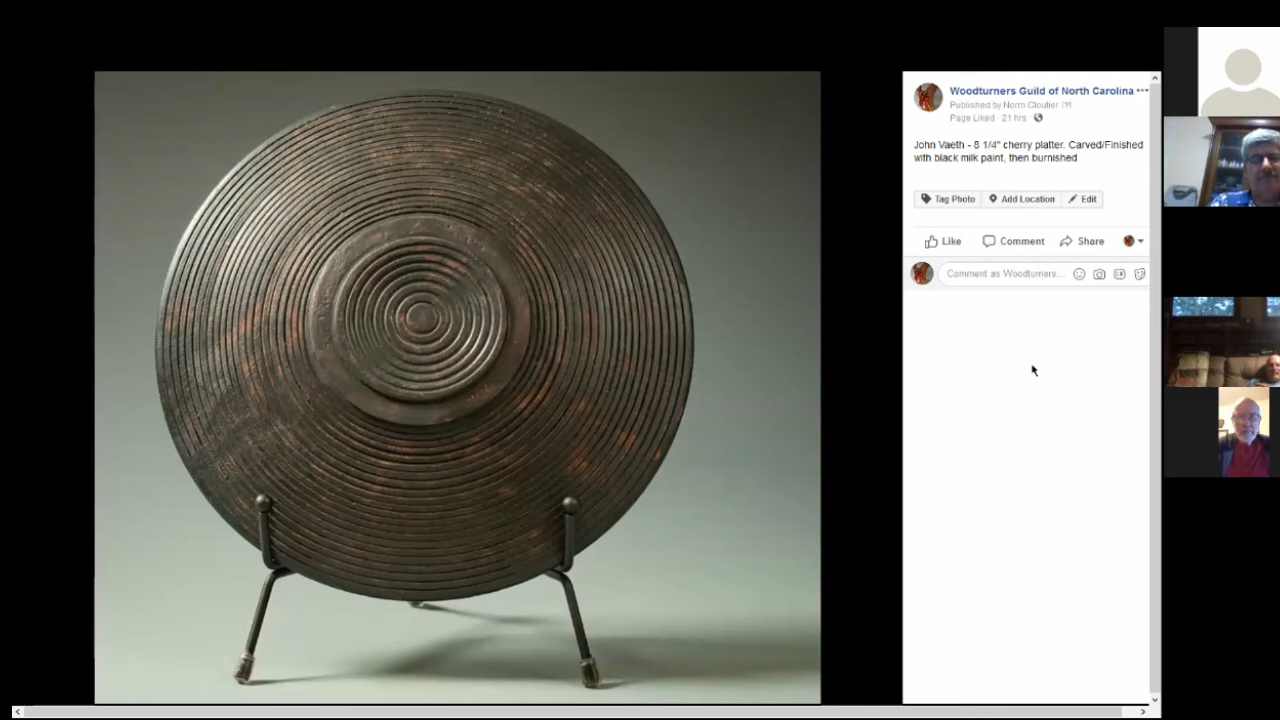 Woodturners Guild of North Carolina
Published by Norm Cloutier [?]
Page Liked · 21 hrs ·
John Vaeth - 8 1/4" cherry platter. Carved/Finished
with black milk paint, then burnished
Tag Photo Add Location Edit
Like Comment Share
Comment as Woodturners...